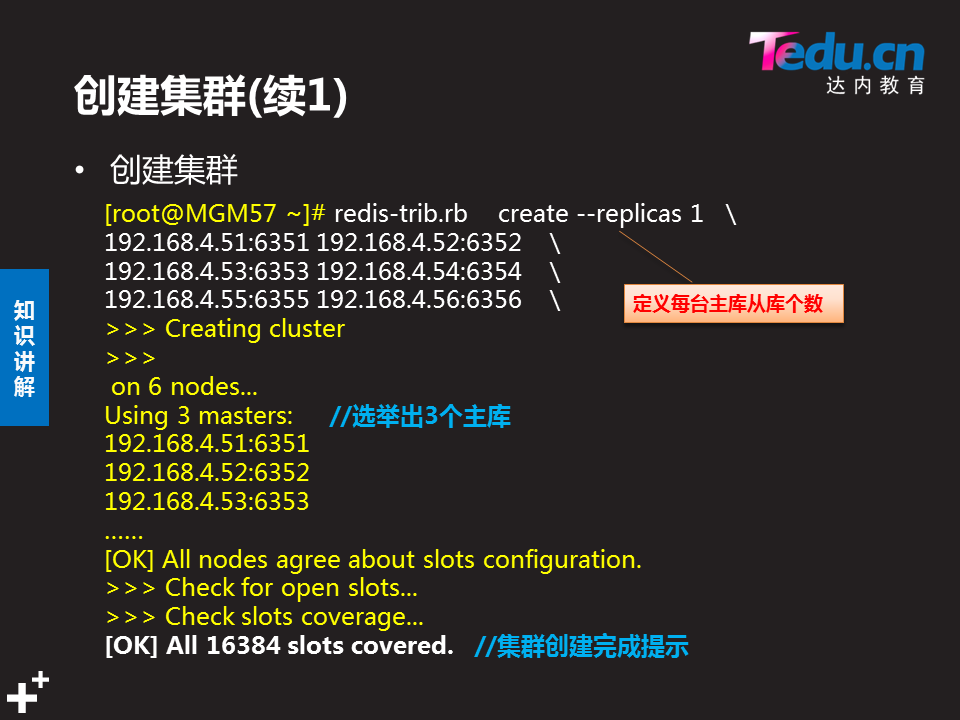 Tedu.cn
达内教育
创建集群(续1)
• 创建集群
[root@MGM57 ~]# redis-trib.rb create --replicas 1 \
192.168.4.51:6351 192.168.4.52:6352 \
192.168.4.53:6353 192.168.4.54:6354 \
192.168.4.55:6355 192.168.4.56:6356 \
定义每台主库从库个数
>>> Creating cluster
>>>
on 6 nodes...
Using 3 masters: //选举出3个主库
192.168.4.51:6351
192.168.4.52:6352
192.168.4.53:6353
……
[OK] All nodes agree about slots configuration.
>>> Check for open slots...
>>> Check slots coverage...
[OK] All 16384 slots covered. //集群创建完成提示
知识讲解